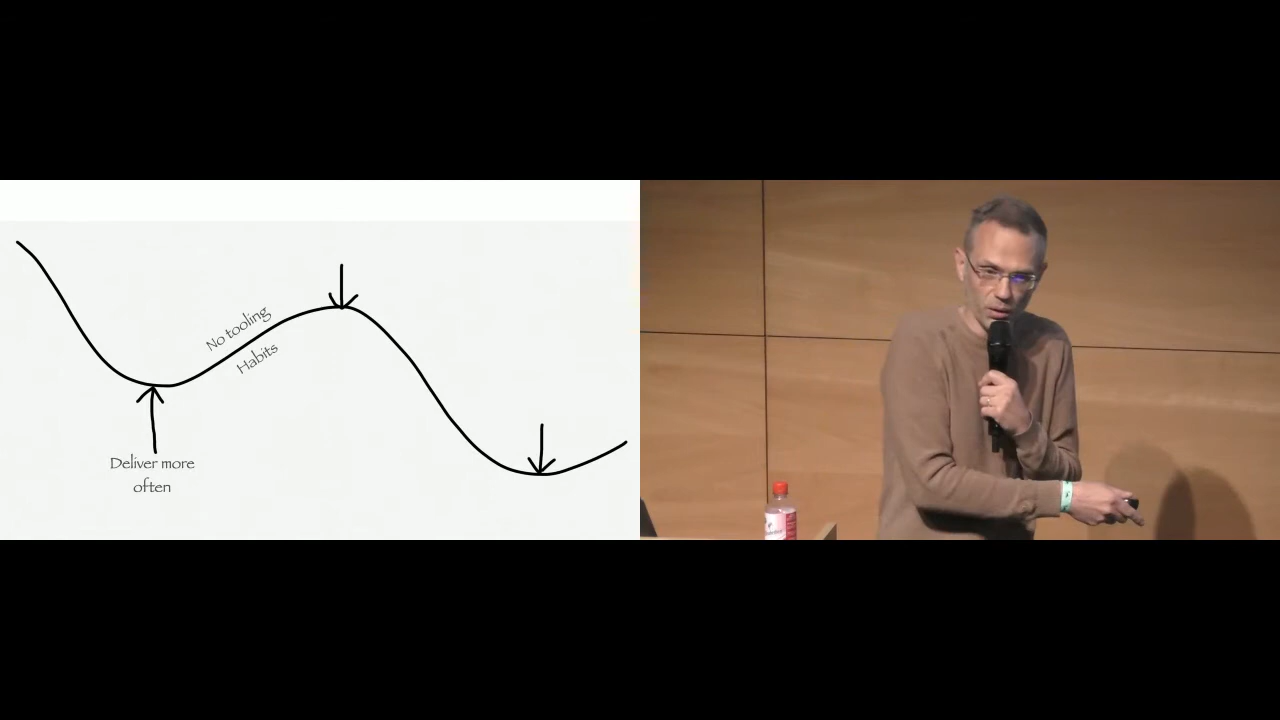 No tooling
Habits
Deliver more
often